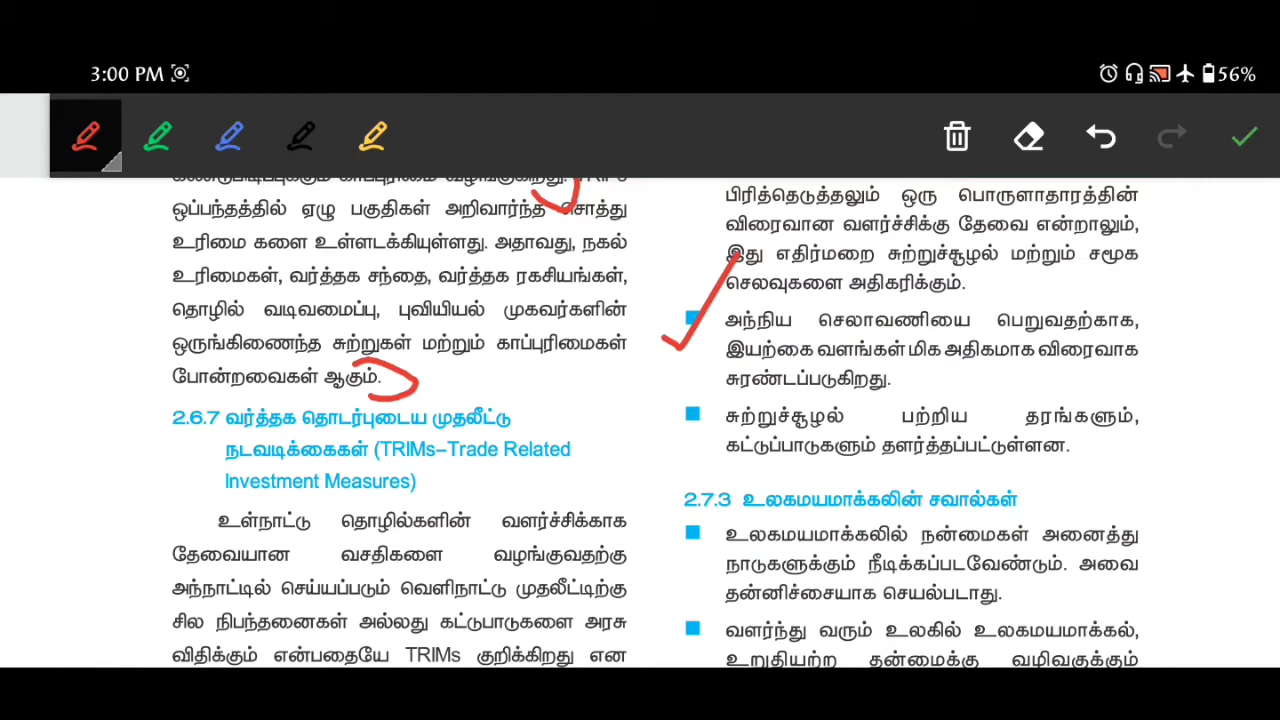 3:00 PM
56%
ஒப்பந்தத்தில் ஏழு பகுதிகள் அறிவார்ந்த சொத்து
உரிமை களை உள்ளடக்கியுள்ளது. அதாவது, நகல்
உரிமைகள், வர்த்தக சந்தை, வர்த்தக ரகசியங்கள்,
தொழில் வடிவமைப்பு, புவியியல் முகவர்களின்
ஒருங்கிணைந்த சுற்றுகள் மற்றும் காப்புரிமைகள்
போன்றவைகள் ஆகும்.
2.6.7 வர்த்தக தொடர்புடைய முதலீட்டு
நடவடிக்கைகள் (TRIMs–Trade Related
Investment Measures)
உள்நாட்டு தொழில்களின் வளர்ச்சிக்காக
தேவையான வசதிகளை வழங்குவதற்கு
அந்நாட்டில் செய்யப்படும் வெளிநாட்டு முதலீட்டிற்கு
சில நிபந்தனைகள் அல்லது கட்டுபாடுகளை அரசு
விதிக்கும் என்பதையே TRIMs குறிக்கிறது என
பிரித்தெடுத்தலும் ஒரு பொருளாதாரத்தின்
விரைவான வளர்ச்சிக்கு தேவை என்றாலும்,
இது எதிர்மறை சுற்றுச்சூழல் மற்றும் சமூக
செலவுகளை அதிகரிக்கும்.
அந்நிய செலாவணியை பெறுவதற்காக,
இயற்கை வளங்கள் மிக அதிகமாக விரைவாக
சுரண்டப்படுகிறது.
சுற்றுச்சூழல் பற்றிய தரங்களும்,
கட்டுப்பாடுகளும் தளர்த்தப்பட்டுள்ளன.
2.7.3 உலகமயமாக்கலின் சவால்கள்
உலகமயமாக்கலில் நன்மைகள் அனைத்து
நாடுகளுக்கும் நீடிக்கப்படவேண்டும். அவை
தன்னிச்சையாக செயல்படாது.
வளர்ந்து வரும் உலகில் உலகமயமாக்கல்,
உறுதியற்ற தன்மைக்கு வழிவகுக்கும்